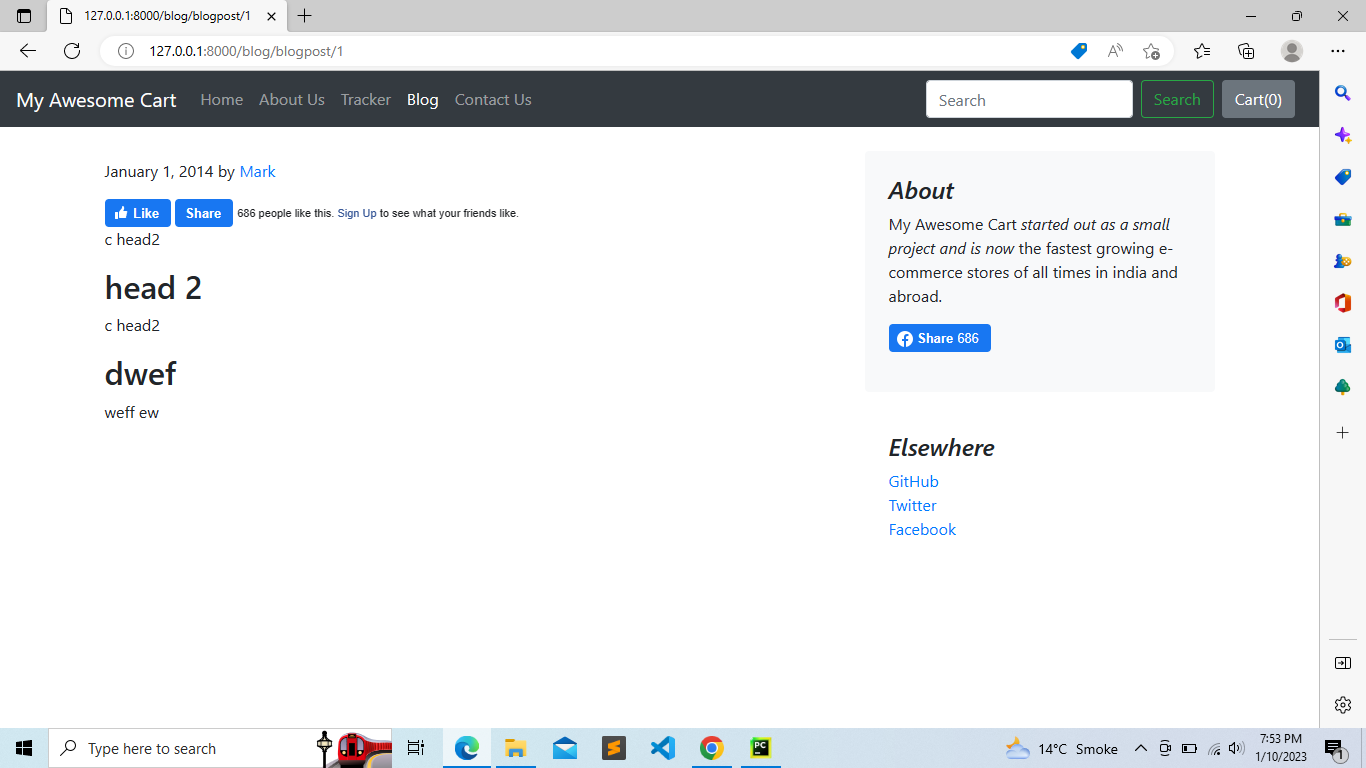 127.0.0.1:8000/blog/blogpost/1
127.0.0.1:8000/blog/blogpost/1
My Awesome Cart Home About Us Tracker Blog Contact Us Search Search Cart(0)
January 1, 2014 by Mark
Like Share 686 people like this. Sign Up to see what your friends like.
c head2
head 2
c head2
dwef
weff ew
About
My Awesome Cart started out as a small
project and is now the fastest growing e-
commerce stores of all times in india and
abroad.
Share 686
Elsewhere
GitHub
Twitter
Facebook
Type here to search
PC
14°C Smoke
7:53 PM
1/10/2023
1